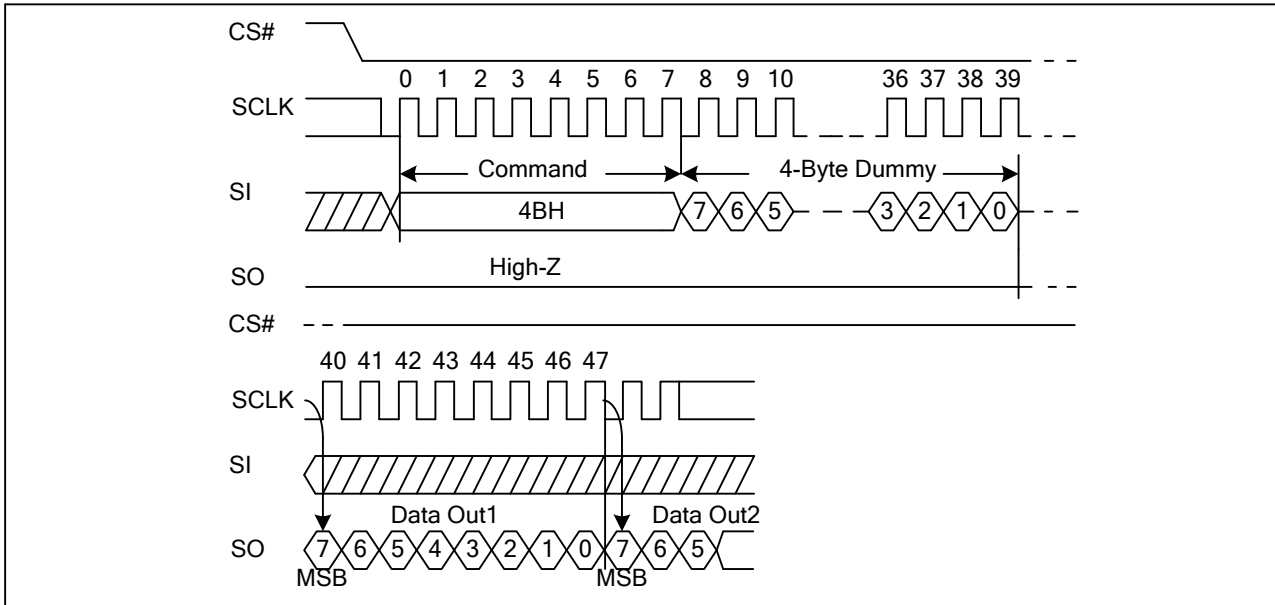 CS#
0 1 2 3 4 5 6 7 8 9 10 36 37 38 39
SCLK
Command 4-Byte Dummy
SI
4BH 7 6 5 3 2 1 0
High-Z
SO
CS#
40 41 42 43 44 45 46 47
SCLK
SI
Data Out1 Data Out2
SO 7 6 5 4 3 2 1 0 7 6 5
MSB MSB